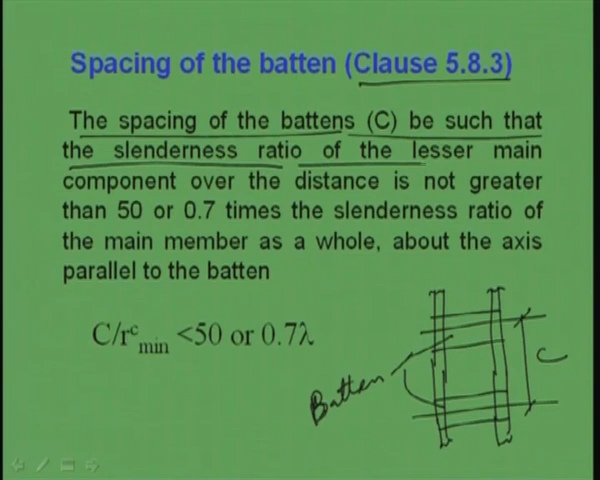 Spacing of the batten (Clause 5.8.3)
The spacing of the battens (C) be such that
the slenderness ratio of the lesser main
component over the distance is not greater
than 50 or 0.7 times the slenderness ratio of
the main member as a whole, about the axis
parallel to the batten
C/rᶜmin <50 or 0.7λ
Batten
C